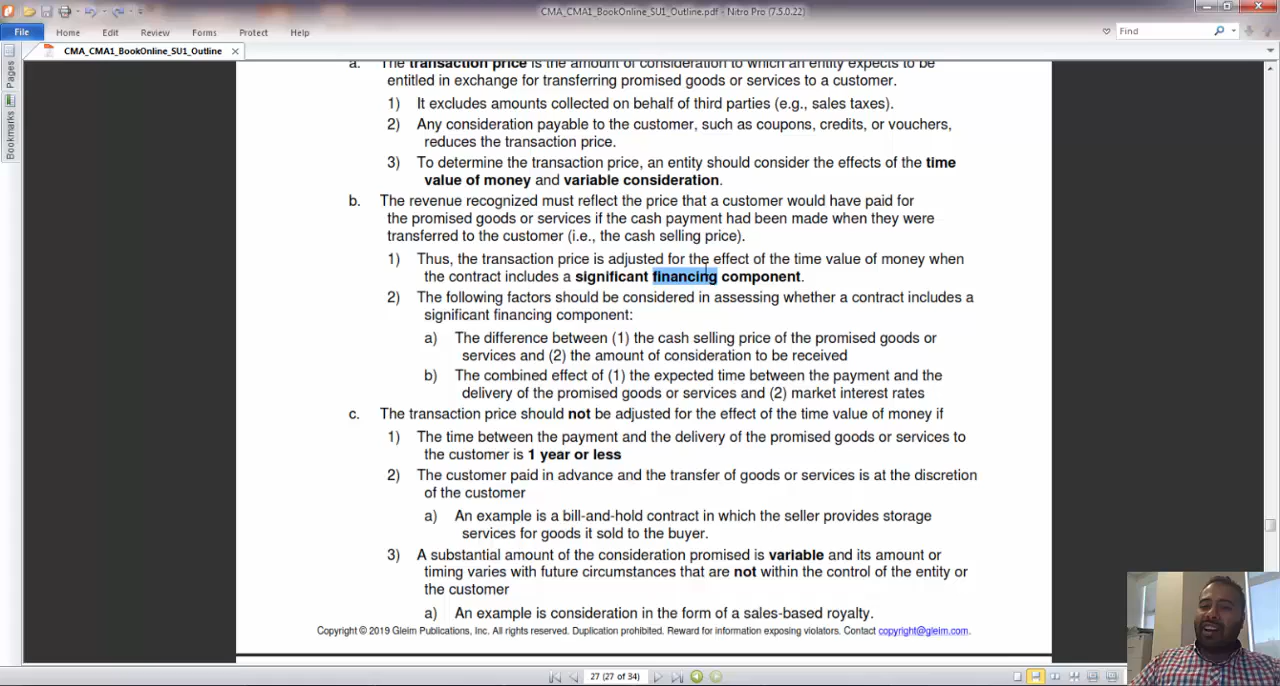 CMA_CMA1_BookOnline_SU1_Outline.pdf - Nitro Pro (7.5.0.22)
File Home Edit Review Forms Protect Help Find
CMA_CMA1_BookOnline_SU1_Outline
Pages
Bookmarks
a. The transaction price is the amount of consideration to which an entity expects to be
entitled in exchange for transferring promised goods or services to a customer.
1) It excludes amounts collected on behalf of third parties (e.g., sales taxes).
2) Any consideration payable to the customer, such as coupons, credits, or vouchers,
reduces the transaction price.
3) To determine the transaction price, an entity should consider the effects of the time
value of money and variable consideration.
b. The revenue recognized must reflect the price that a customer would have paid for
the promised goods or services if the cash payment had been made when they were
transferred to the customer (i.e., the cash selling price).
1) Thus, the transaction price is adjusted for the effect of the time value of money when
the contract includes a significant financing component.
2) The following factors should be considered in assessing whether a contract includes a
significant financing component:
a) The difference between (1) the cash selling price of the promised goods or
services and (2) the amount of consideration to be received
b) The combined effect of (1) the expected time between the payment and the
delivery of the promised goods or services and (2) market interest rates
c. The transaction price should not be adjusted for the effect of the time value of money if
1) The time between the payment and the delivery of the promised goods or services to
the customer is 1 year or less
2) The customer paid in advance and the transfer of goods or services is at the discretion
of the customer
a) An example is a bill-and-hold contract in which the seller provides storage
services for goods it sold to the buyer.
3) A substantial amount of the consideration promised is variable and its amount or
timing varies with future circumstances that are not within the control of the entity or
the customer
a) An example is consideration in the form of a sales-based royalty.
Copyright © 2019 Gleim Publications, Inc. All rights reserved. Duplication prohibited. Reward for information exposing violators. Contact copyright@gleim.com.
27 (27 of 34)